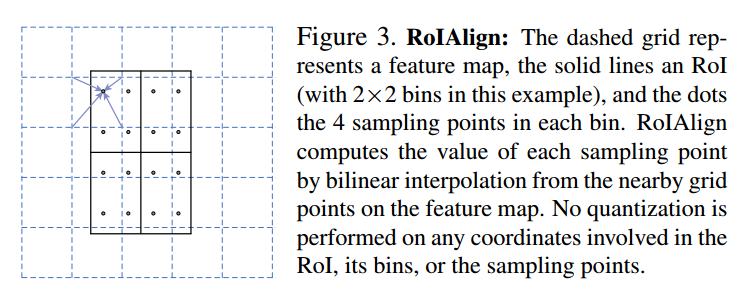 Figure 3. RoIAlign: The dashed grid rep-
resents a feature map, the solid lines an RoI
(with 2×2 bins in this example), and the dots
the 4 sampling points in each bin. RoIAlign
computes the value of each sampling point
by bilinear interpolation from the nearby grid
points on the feature map. No quantization is
performed on any coordinates involved in the
RoI, its bins, or the sampling points.